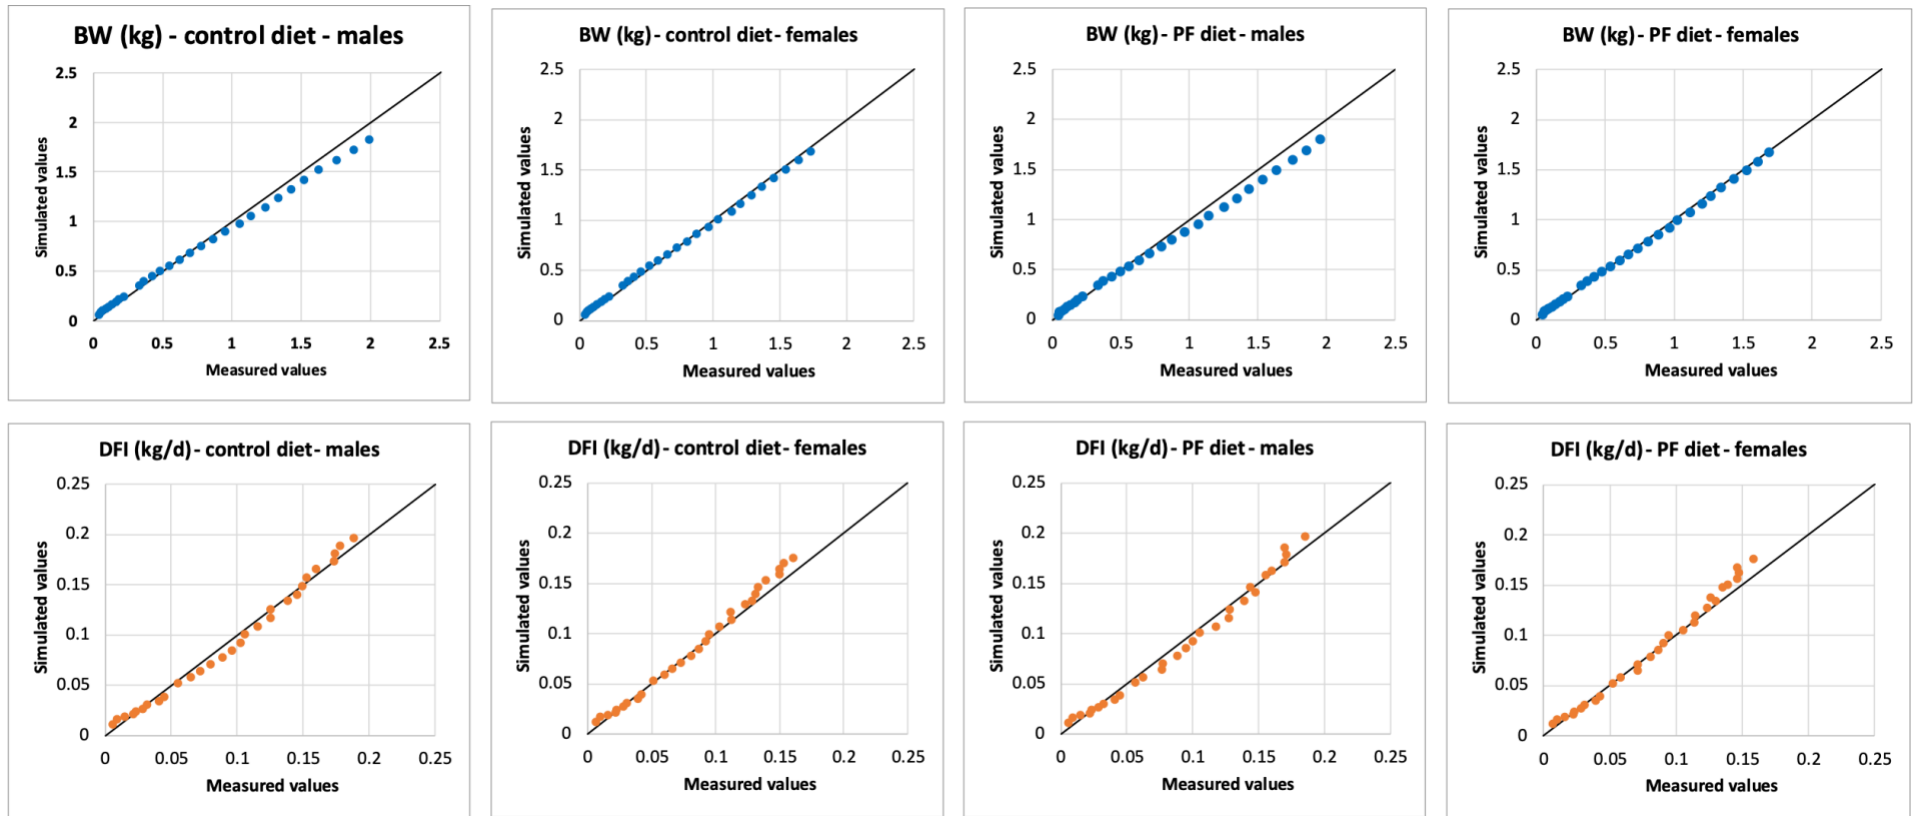 BW (kg) - control diet - males
2.5
2
1.5
1
0.5
0
0 0.5 1 1.5 2 2.5
Simulated values
Measured values
BW (kg) - control diet - females
2.5
2
1.5
1
0.5
0
0 0.5 1 1.5 2 2.5
Simulated values
Measured values
BW (kg) - PF diet - males
2.5
2
1.5
1
0.5
0
0 0.5 1 1.5 2 2.5
Simulated values
Measured values
BW (kg) - PF diet - females
2.5
2
1.5
1
0.5
0
0 0.5 1 1.5 2 2.5
Simulated values
Measured values
DFI (kg/d) - control diet - males
0.25
0.2
0.15
0.1
0.05
0
0 0.05 0.1 0.15 0.2 0.25
Simulated values
Measured values
DFI (kg/d) - control diet - females
0.25
0.2
0.15
0.1
0.05
0
0 0.05 0.1 0.15 0.2 0.25
Simulated values
Measured values
DFI (kg/d) - PF diet - males
0.25
0.2
0.15
0.1
0.05
0
0 0.05 0.1 0.15 0.2 0.25
Simulated values
Measured values
DFI (kg/d) - PF diet - females
0.25
0.2
0.15
0.1
0.05
0
0 0.05 0.1 0.15 0.2 0.25
Simulated values
Measured values